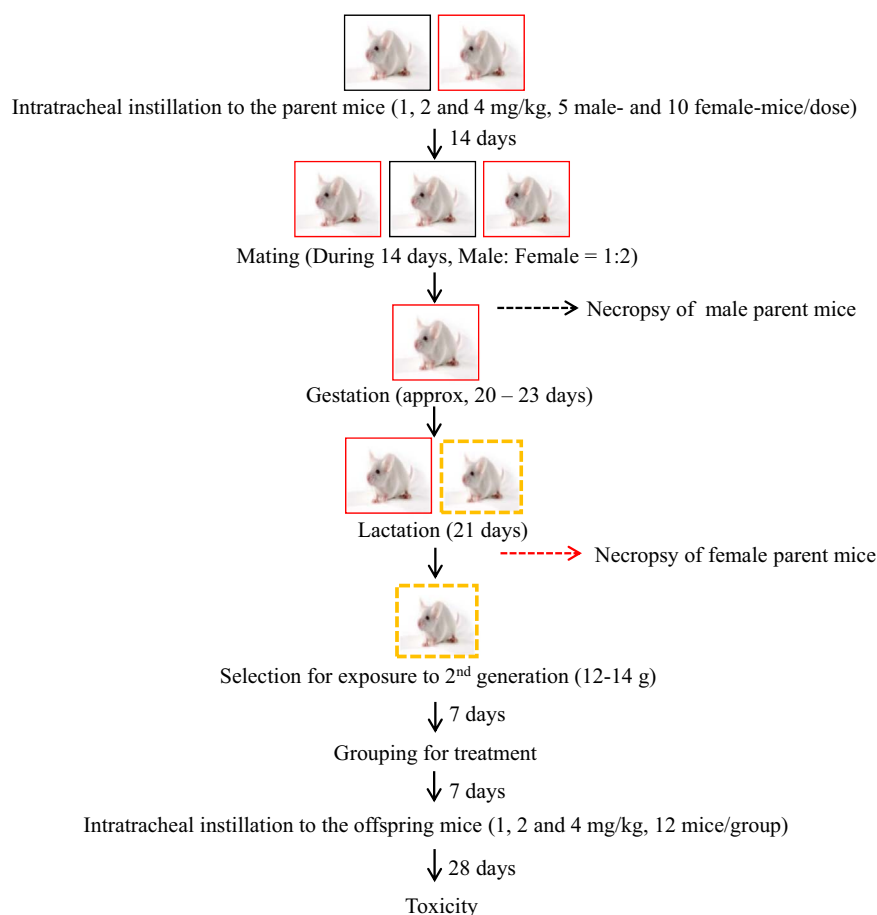 Intratracheal instillation to the parent mice (1, 2 and 4 mg/kg, 5 male- and 10 female-mice/dose)
14 days
Mating (During 14 days, Male: Female = 1:2)
Necropsy of male parent mice
Gestation (approx, 20 – 23 days)
Lactation (21 days)
Necropsy of female parent mice
Selection for exposure to 2nd generation (12-14 g)
7 days
Grouping for treatment
7 days
Intratracheal instillation to the offspring mice (1, 2 and 4 mg/kg, 12 mice/group)
28 days
Toxicity